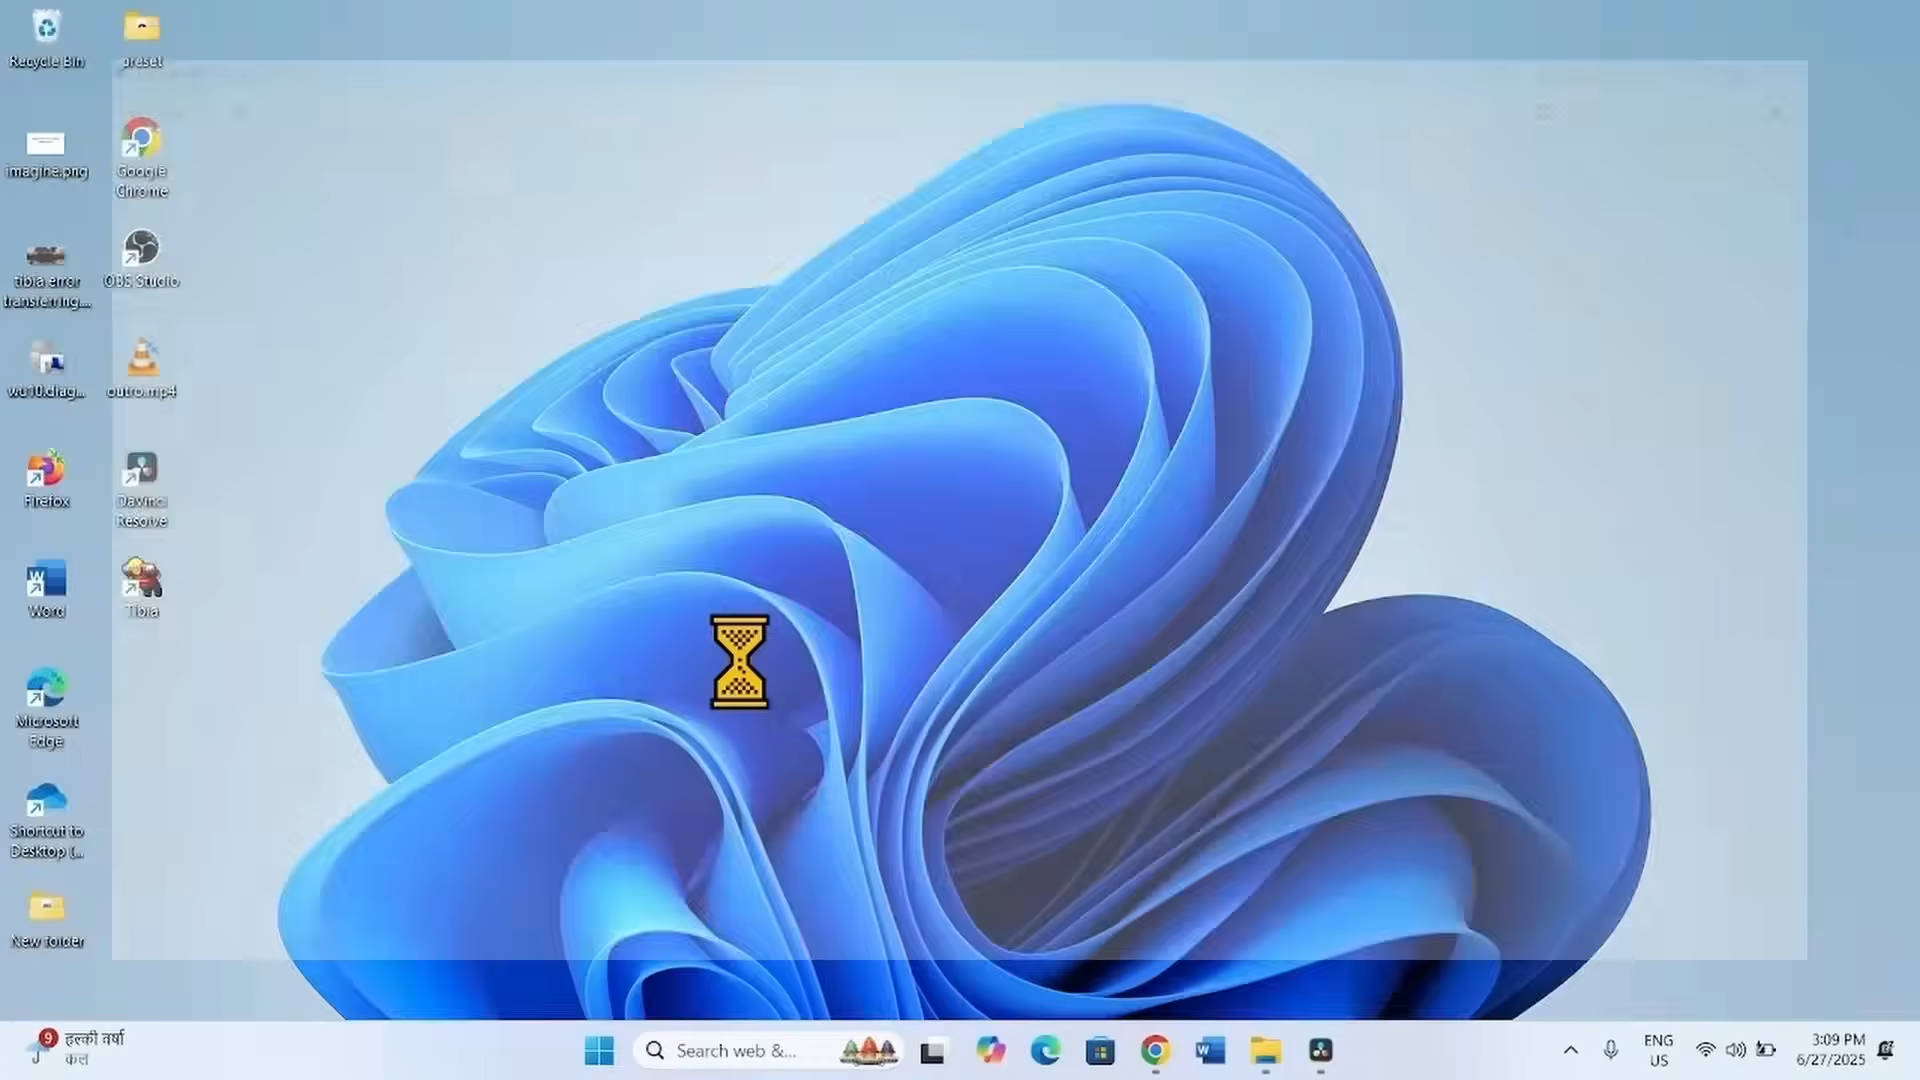 Recycle Bin
preset
imagine.png
Google
Chrome
tibia error
transferring....
OBS Studio
wu10.diag...
outro.mp4
Firefox
DaVinci
Resolve
Word
Tibia
Microsoft
Edge
Shortcut to
Desktop (...
New folder
9
हल्की वर्षा
कल
Search web &...
ENG
US
3:09 PM
6/27/2025